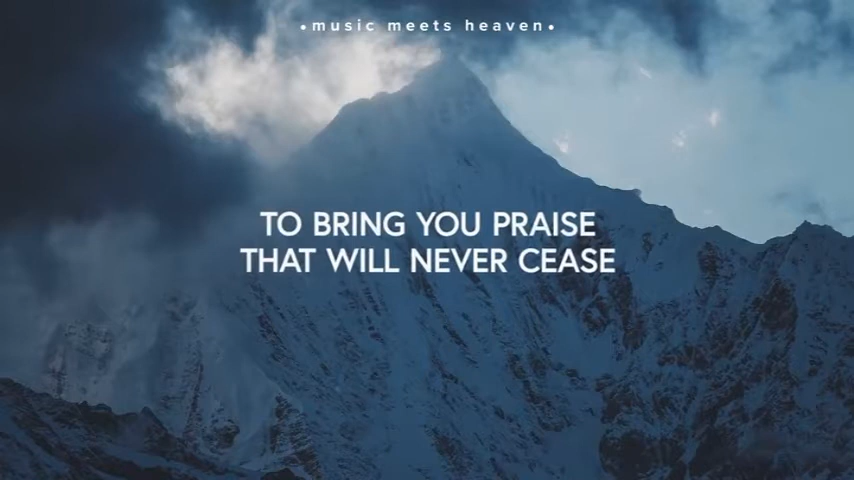 •music meets heaven•
TO BRING YOU PRAISE
THAT WILL NEVER CEASE